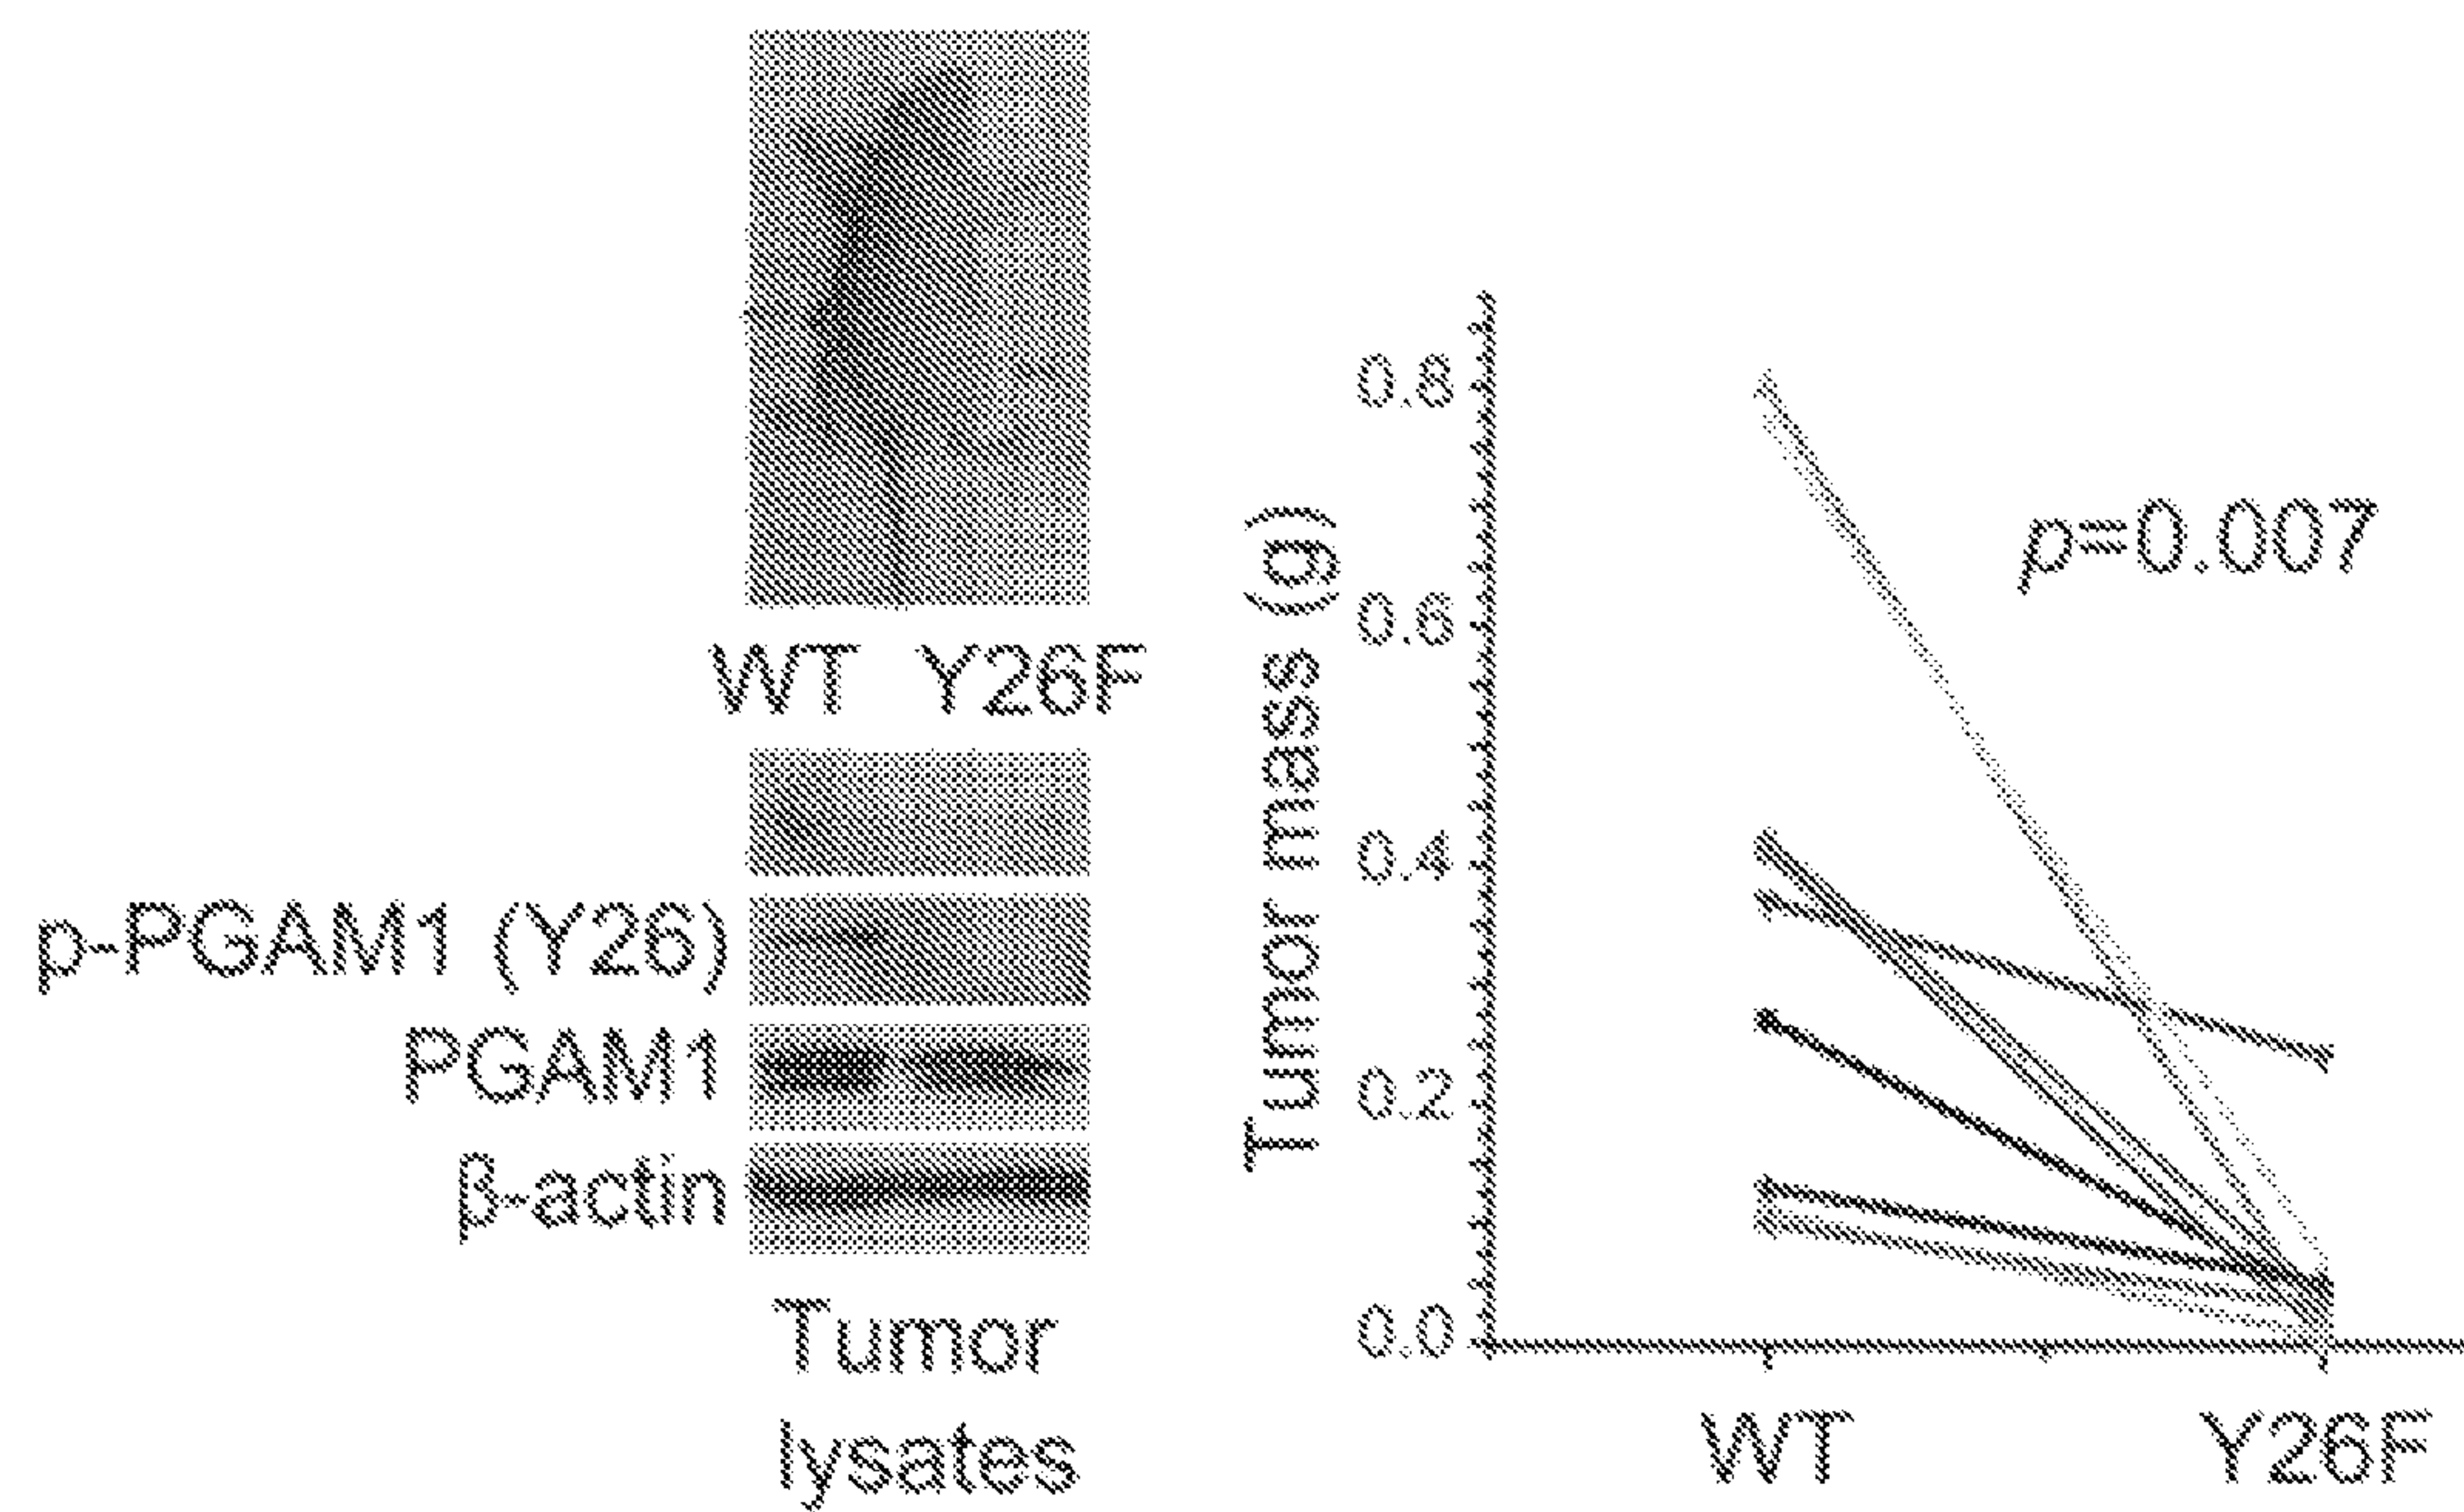 WT Y26F
p-PGAM1 (Y26)
PGAM1
β-actin
Tumor
lysates
Tumor mass (g)
0.8
0.6
0.4
0.2
0.0
p=0.007
WT Y26F